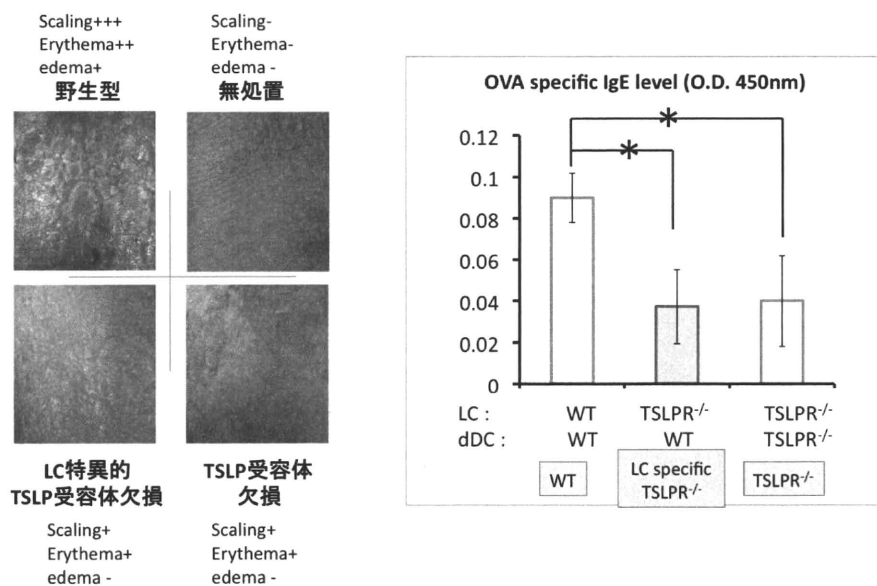 Scaling+++
Erythema++
edema+
野生型
Scaling-
Erythema-
edema -
無処置
LC特異的
TSLP受容体欠損
Scaling+
Erythema+
edema -
TSLP受容体
欠損
Scaling+
Erythema+
edema -
OVA specific IgE level (O.D. 450nm)
0.12
0.1
0.08
0.06
0.04
0.02
0
*
*
LC : WT TSLPR-/- TSLPR-/-
dDC : WT WT TSLPR-/-
WT
LC specific
TSLPR-/-
TSLPR-/-